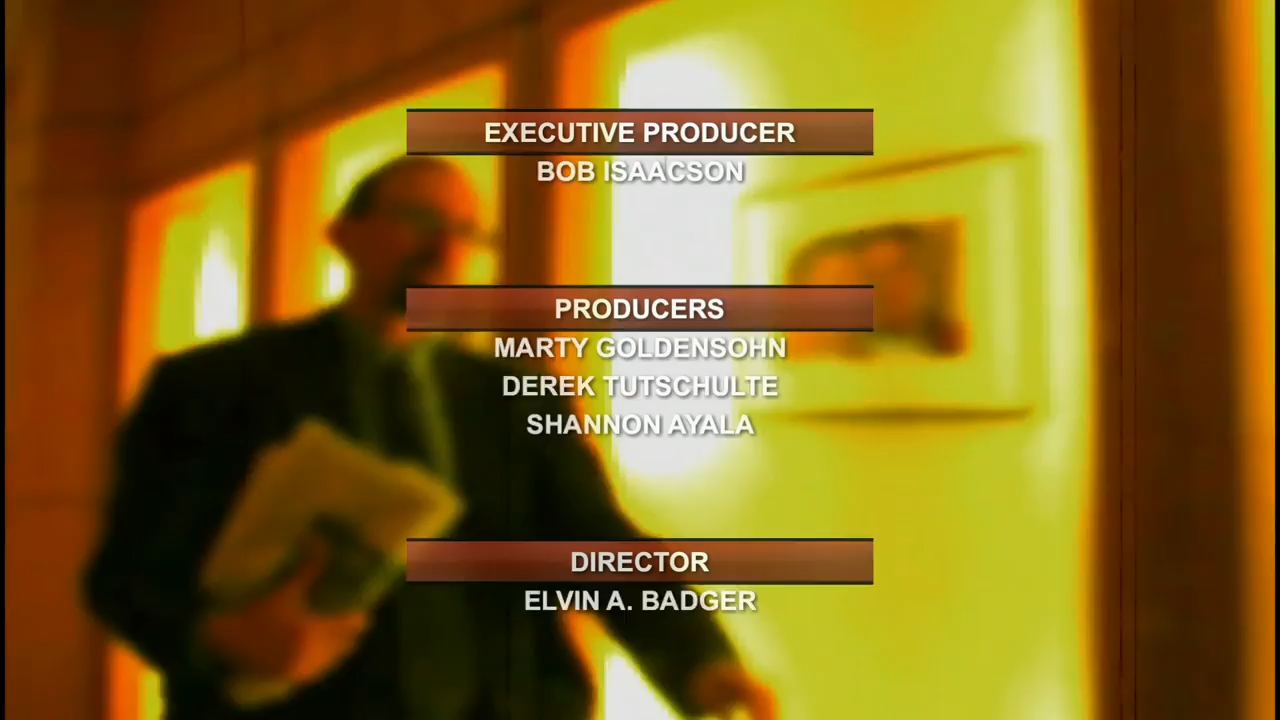 EXECUTIVE PRODUCER
BOB ISAACSON
PRODUCERS
MARTY GOLDENSOHN
DEREK TUTSCHULTE
SHANNON AYALA
DIRECTOR
ELVIN A. BADGER